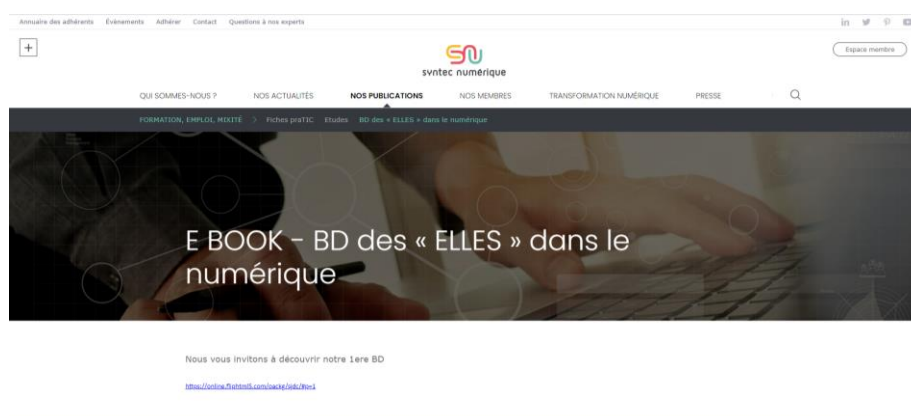 Annuaire des adhérents Évènements Adhérer Contact Questions à nos experts
Espace membre
syntec numérique
QUI SOMMES-NOUS ? NOS ACTUALITÉS NOS PUBLICATIONS NOS MEMBRES TRANSFORMATION NUMÉRIQUE PRESSE
FORMATION, EMPLOI, MIXITÉ > Fiches praTIC Etudes BD des « ELLES » dans le numérique
E BOOK – BD des « ELLES » dans le
numérique
Nous vous invitons à découvrir notre 1ere BD